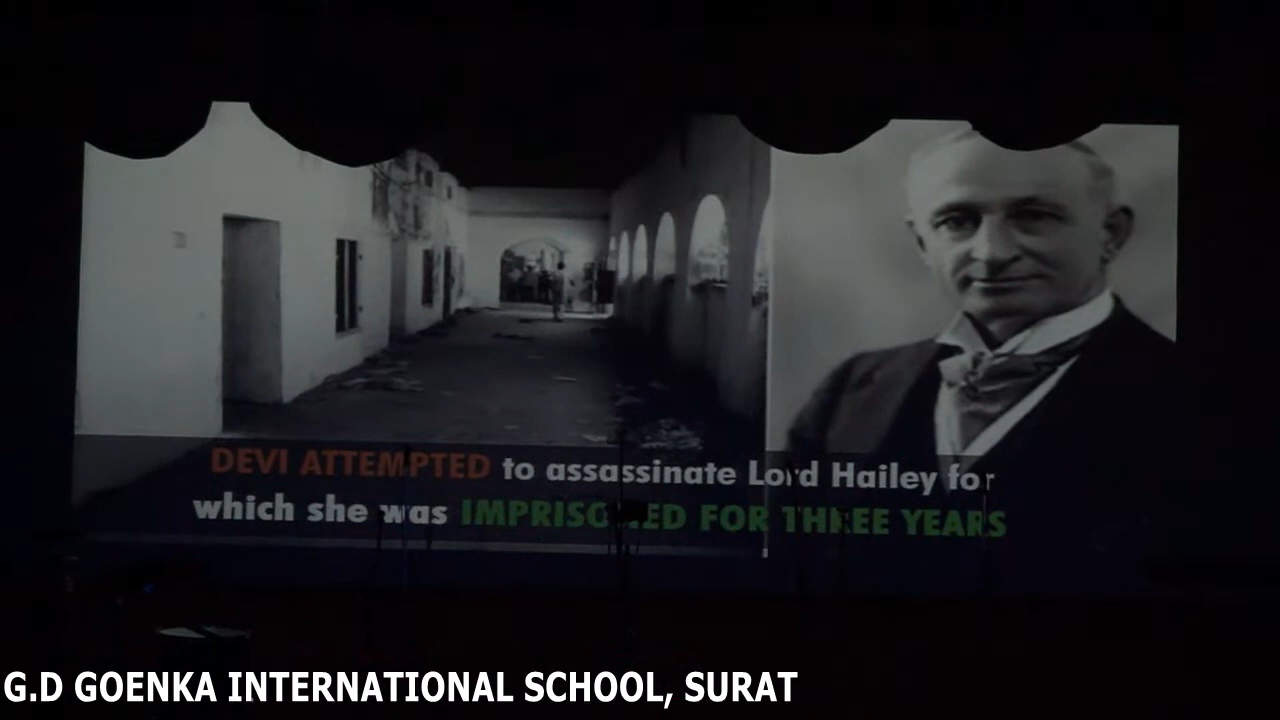 DEVI ATTEMPTED to assassinate Lord Hailey for
which she was IMPRISONED FOR THREE YEARS
G.D GOENKA INTERNATIONAL SCHOOL, SURAT